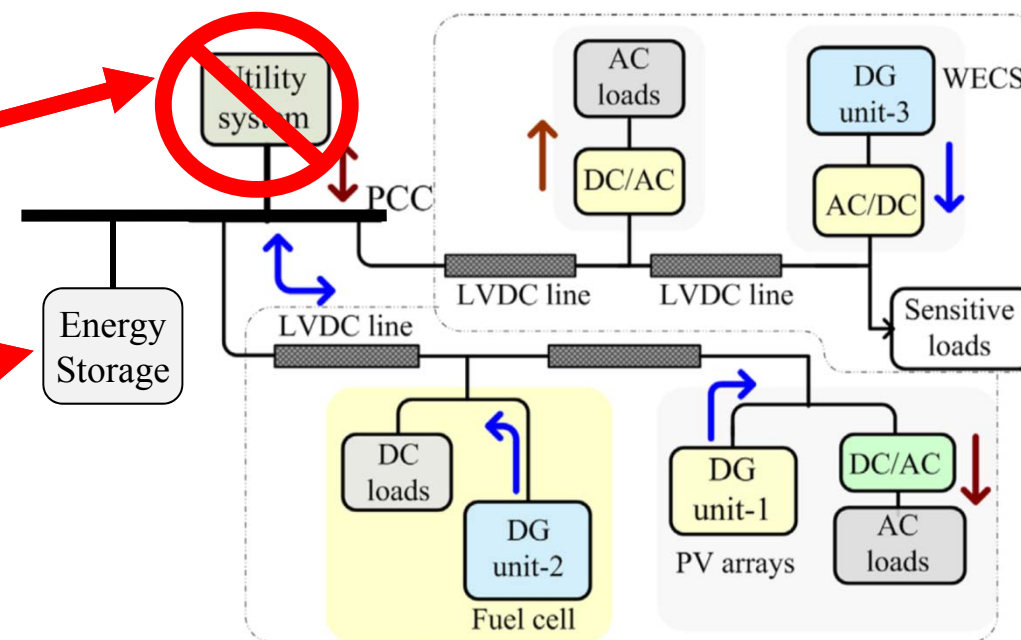 Utility
system
PCC
Energy
Storage
AC
loads
DC/AC
DG
unit-3
WECS
AC/DC
LVDC line
LVDC line
Sensitive
loads
LVDC line
DC
loads
DG
unit-2
Fuel cell
DG
unit-1
PV arrays
DC/AC
AC
loads